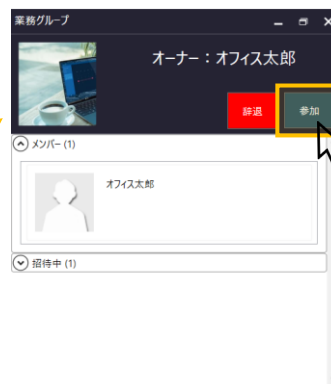 業務グループ
オーナー：オフィス太郎
辞退 参加
メンバー (1)
オフィス太郎
招待中 (1)